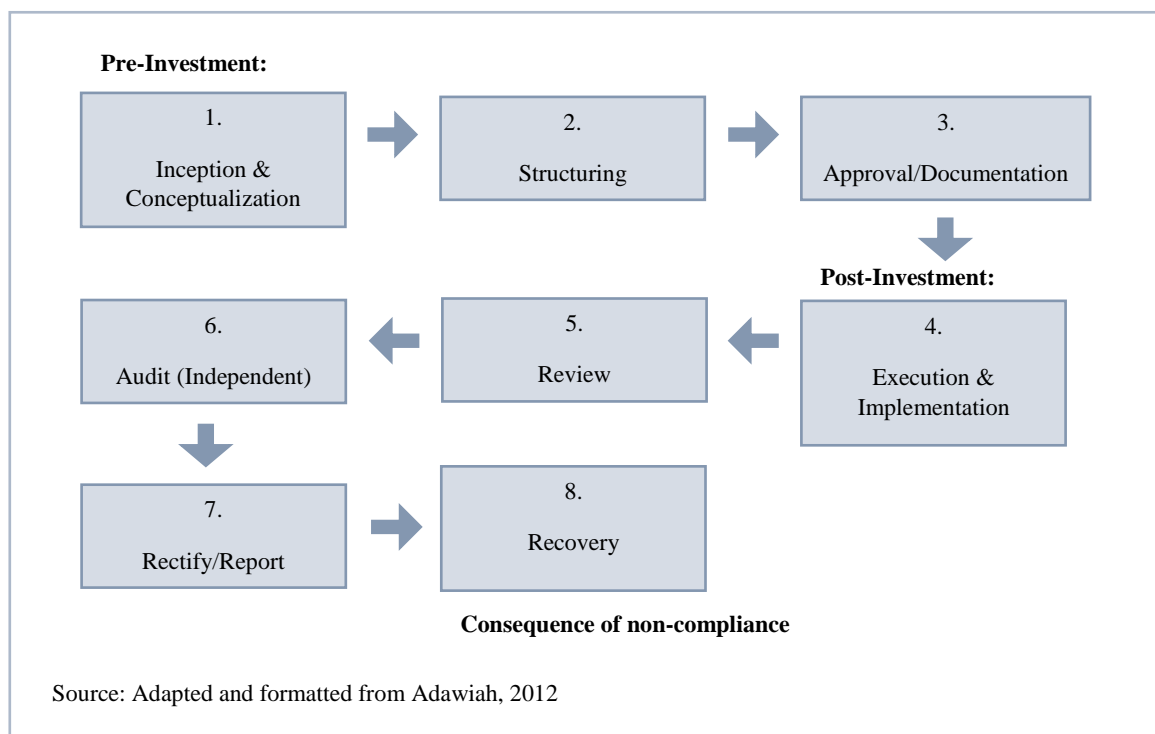 Pre-Investment:
1.
Inception &
Conceptualization
2.
Structuring
3.
Approval/Documentation
Post-Investment:
4.
Execution &
Implementation
5.
Review
6.
Audit (Independent)
7.
Rectify/Report
8.
Recovery
Consequence of non-compliance
Source: Adapted and formatted from Adawiah, 2012